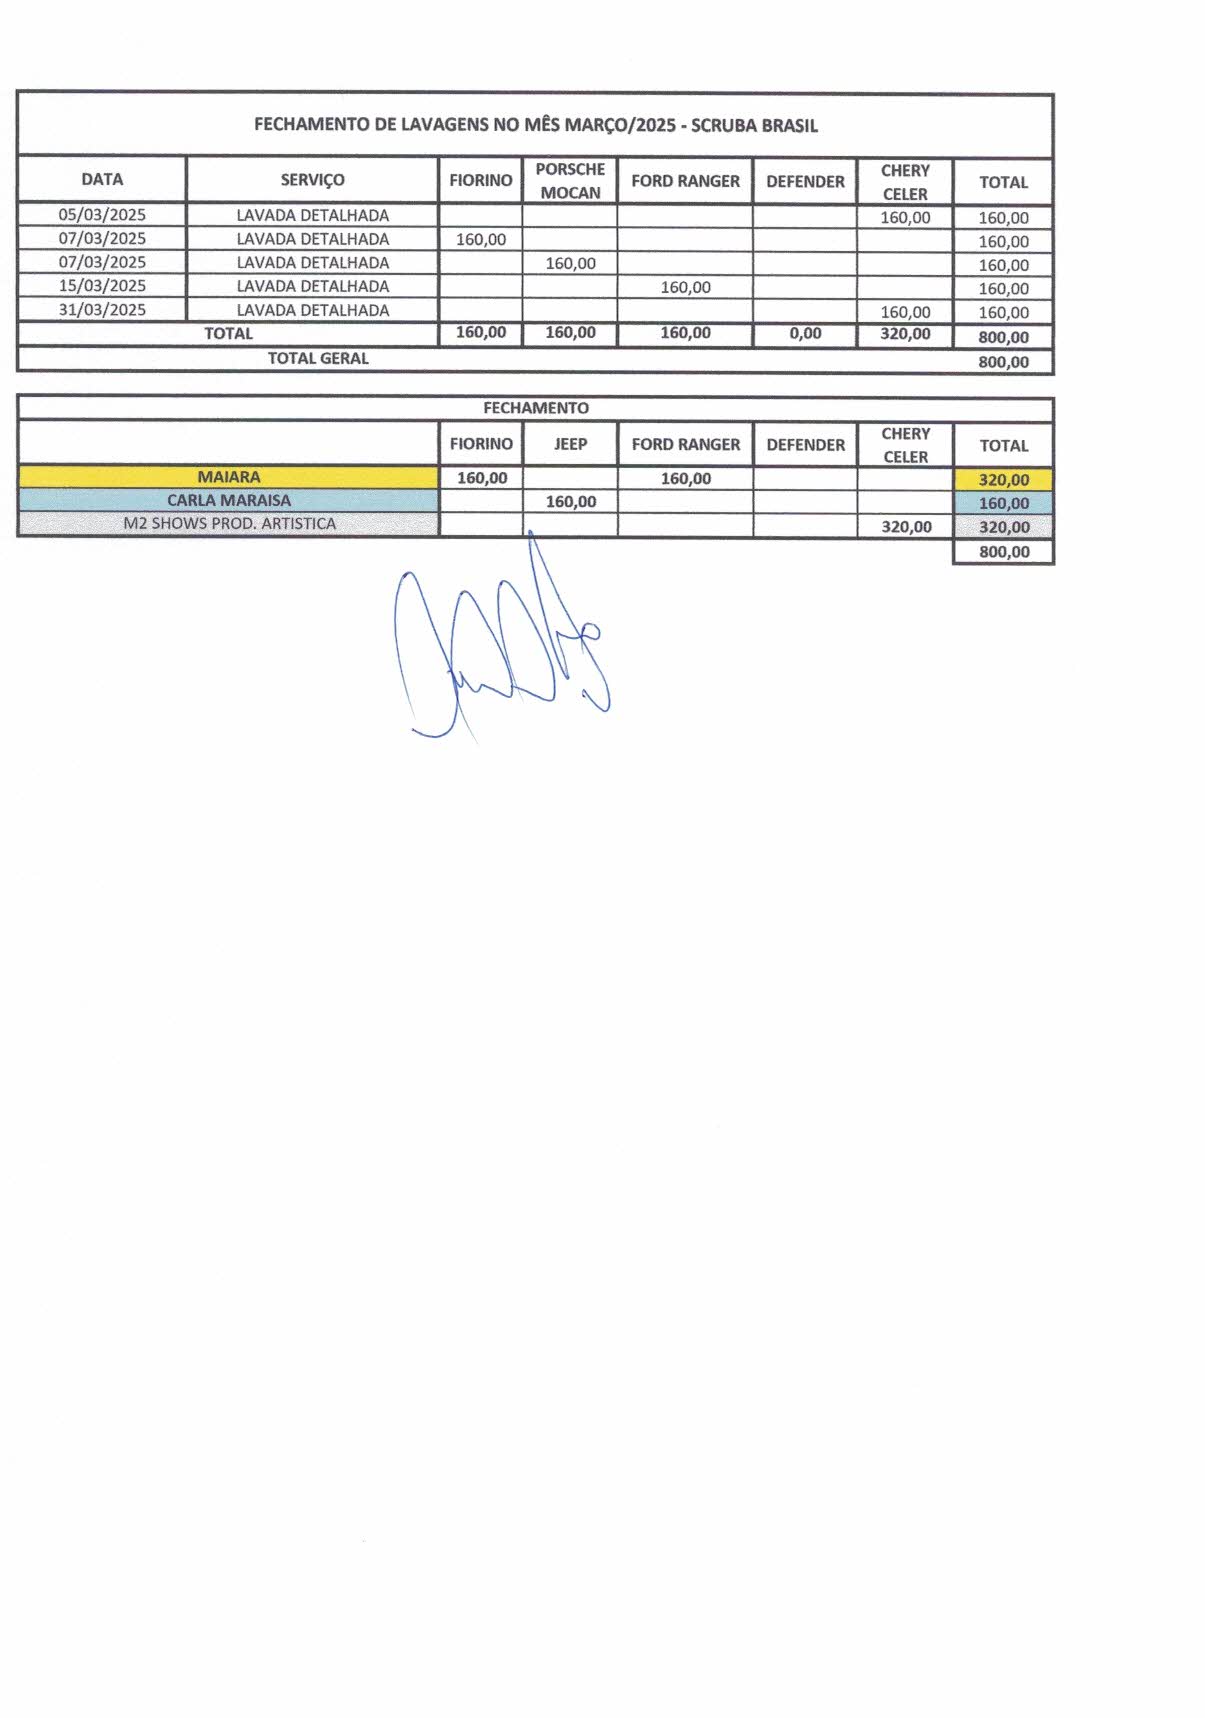 FECHAMENTO DE LAVAGENS NO MÊS MARÇO/2025 - SCRUBA BRASIL
DATA SERVIÇO FIORINO PORSCHE MOCAN FORD RANGER DEFENDER CHERY CELER TOTAL
05/03/2025 LAVADA DETALHADA 160,00 160,00
07/03/2025 LAVADA DETALHADA 160,00 160,00
07/03/2025 LAVADA DETALHADA 160,00 160,00
15/03/2025 LAVADA DETALHADA 160,00 160,00
31/03/2025 LAVADA DETALHADA 160,00 160,00
TOTAL 160,00 160,00 160,00 0,00 320,00 800,00
TOTAL GERAL 800,00
FECHAMENTO
FIORINO JEEP FORD RANGER DEFENDER CHERY CELER TOTAL
MAIARA 160,00 160,00 320,00
CARLA MARAISA 160,00 160,00
M2 SHOWS PROD. ARTISTICA 320,00 320,00
800,00